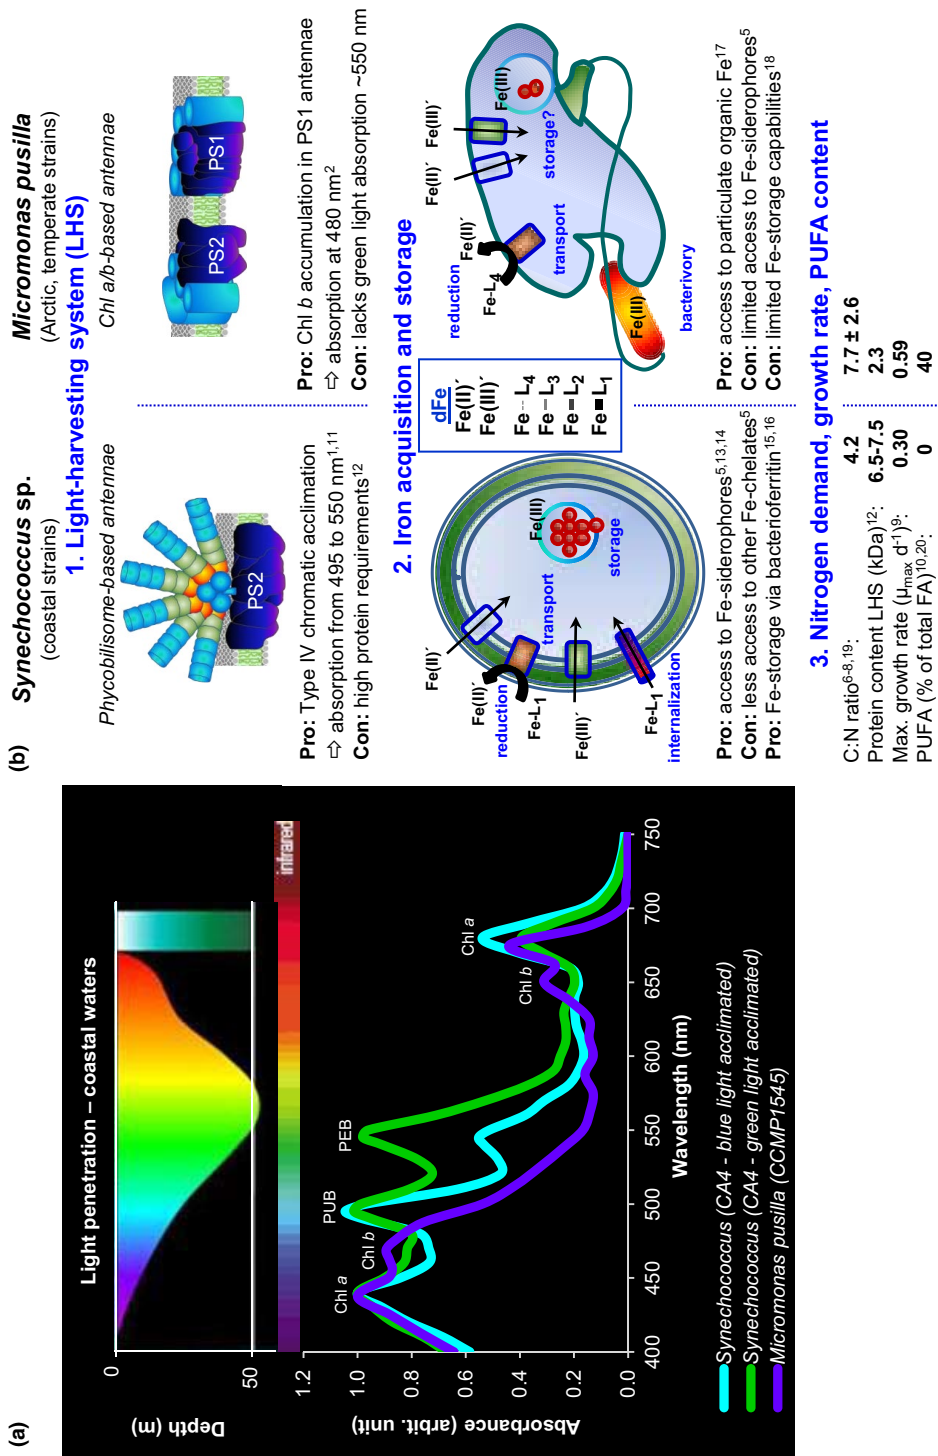 (a)
Light penetration – coastal waters
Depth (m)
0
50
infrared
Absorbance (arbit. unit)
1.2
1.0
0.8
0.6
0.4
0.2
0.0
Chl a
Chl b
PUB
PEB
Chl b
Chl a
400
450
500
550
600
650
700
750
Wavelength (nm)
Synechococcus (CA4 - blue light acclimated)
Synechococcus (CA4 - green light acclimated)
Micromonas pusilla (CCMP1545)
(b)
Synechococcus sp.
(coastal strains)
Micromonas pusilla
(Arctic, temperate strains)
1. Light-harvesting system (LHS)
Phycobilisome-based antennae
Chl a/b-based antennae
PS2
PS2
PS1
Pro: Type IV chromatic acclimation
⇨ absorption from 495 to 550 nm1,11
Con: high protein requirements12
Pro: Chl b accumulation in PS1 antennae
⇨ absorption at 480 nm2
Con: lacks green light absorption ~550 nm
2. Iron acquisition and storage
Fe(II)´
Fe(II)´
reduction
Fe-L1
Fe(III)´
Fe-L1
internalization
transport
Fe(III)
storage
dFe
Fe(II)´
Fe(III)´
Fe--L4
Fe–L3
Fe=L2
Fe■L1
reduction
Fe-L4
Fe(II)´
transport
Fe(II)´
Fe(III)´
storage?
Fe(III)
Fe(III)
bacterivory
Pro: access to Fe-siderophores5,13,14
Con: less access to other Fe-chelates5
Pro: Fe-storage via bacterioferritin15,16
Pro: access to particulate organic Fe17
Con: limited access to Fe-siderophores5
Con: limited Fe-storage capabilities18
3. Nitrogen demand, growth rate, PUFA content
C:N ratio6-8,19: 4.2 7.7 ± 2.6
Protein content LHS (kDa)12: 6.5-7.5 2.3
Max. growth rate (μmax d-1)9: 0.30 0.59
PUFA (% of total FA)10,20: 0 40